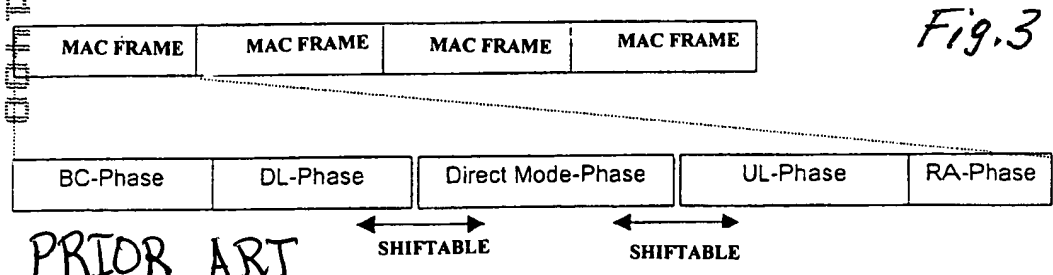 Fig.3
MAC FRAME MAC FRAME MAC FRAME MAC FRAME
BC-Phase DL-Phase Direct Mode-Phase UL-Phase RA-Phase
SHIFTABLE SHIFTABLE
PRIOR ART